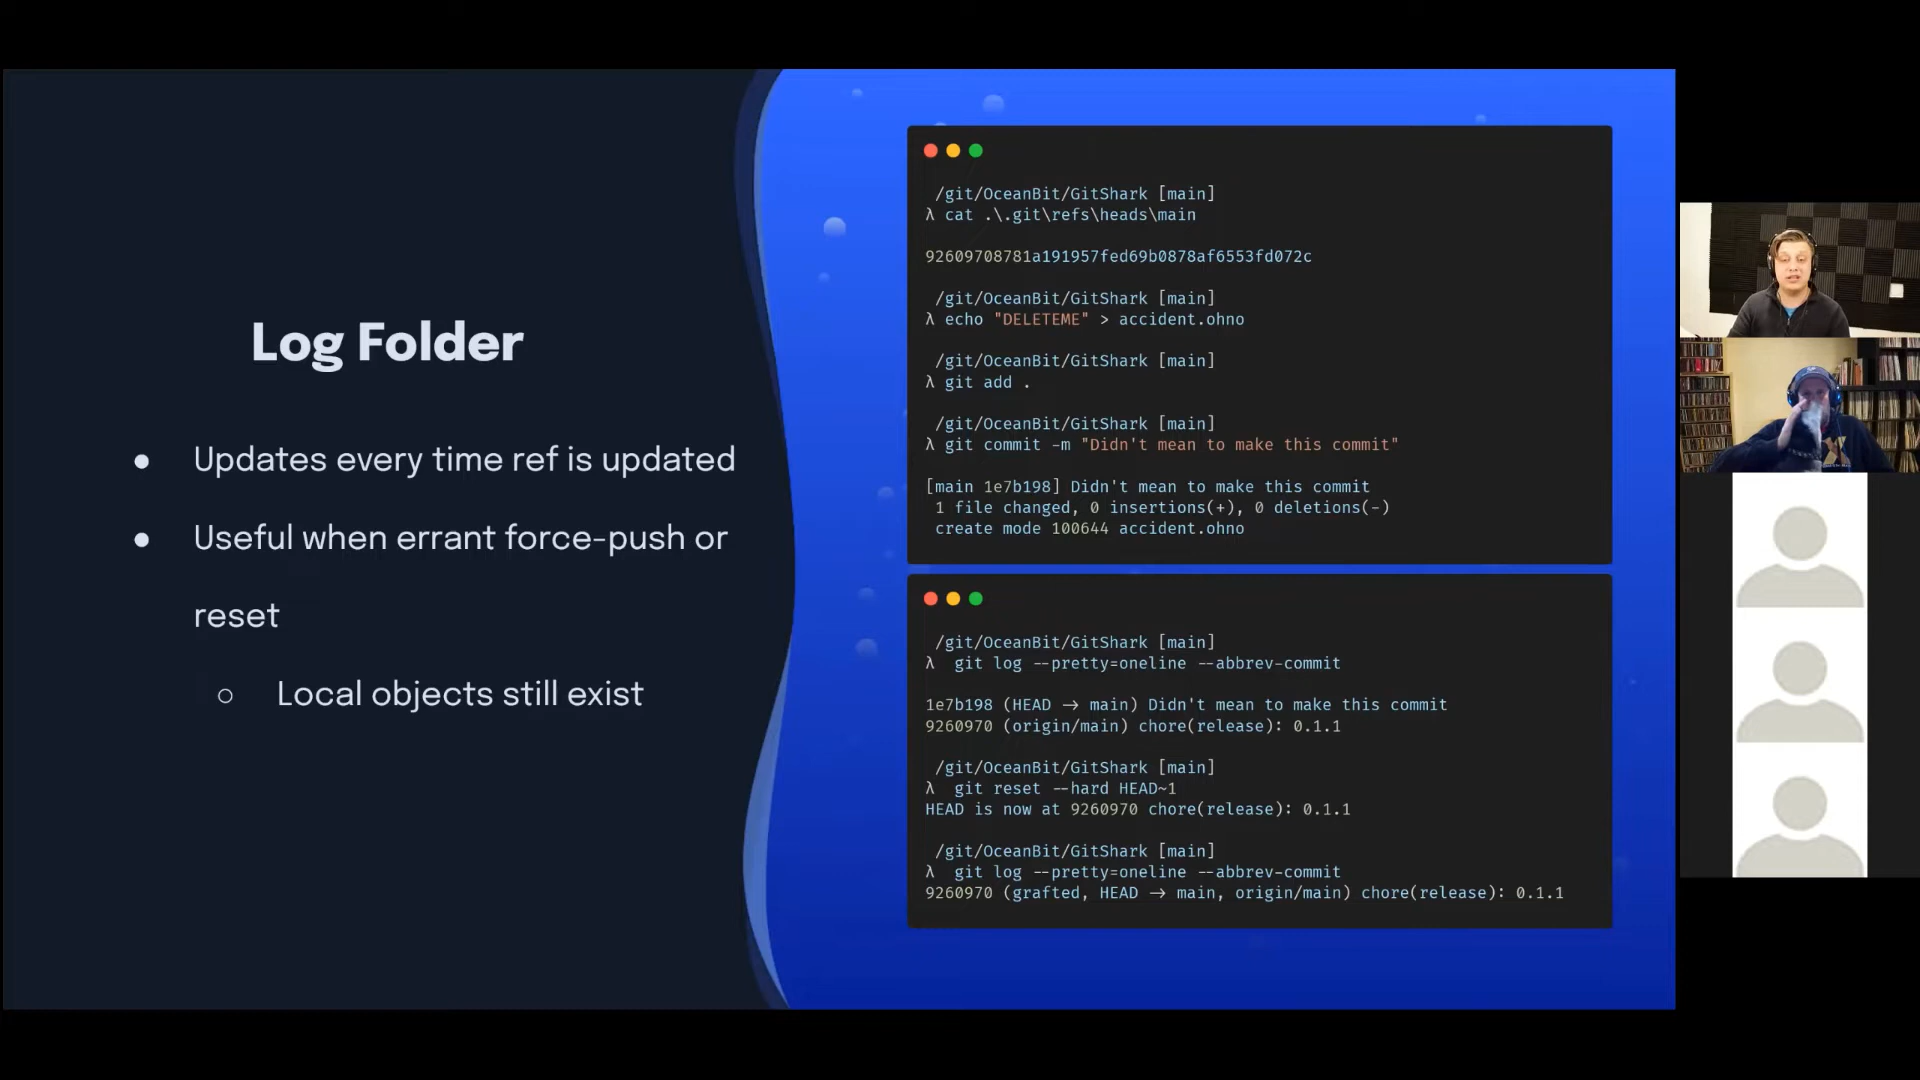 Log Folder
● Updates every time ref is updated
● Useful when errant force-push or
reset
○ Local objects still exist
/git/OceanBit/GitShark [main]
λ cat .\.git\refs\heads\main
92609708781a191957fed69b0878af6553fd072c
/git/OceanBit/GitShark [main]
λ echo "DELETEME" > accident.ohno
/git/OceanBit/GitShark [main]
λ git add .
/git/OceanBit/GitShark [main]
λ git commit -m "Didn't mean to make this commit"
[main 1e7b198] Didn't mean to make this commit
1 file changed, 0 insertions(+), 0 deletions(-)
create mode 100644 accident.ohno
/git/OceanBit/GitShark [main]
λ git log --pretty=oneline --abbrev-commit
1e7b198 (HEAD -> main) Didn't mean to make this commit
9260970 (origin/main) chore(release): 0.1.1
/git/OceanBit/GitShark [main]
λ git reset --hard HEAD~1
HEAD is now at 9260970 chore(release): 0.1.1
/git/OceanBit/GitShark [main]
λ git log --pretty=oneline --abbrev-commit
9260970 (grafted, HEAD -> main, origin/main) chore(release): 0.1.1